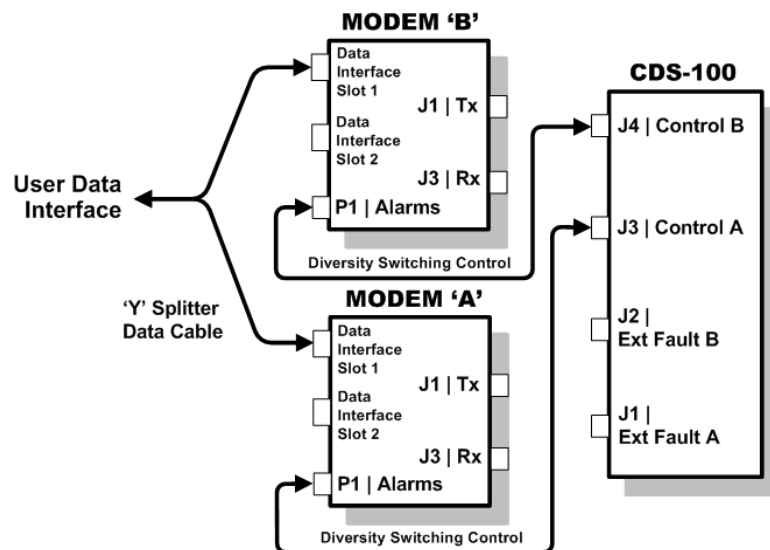 MODEM ‘B’
Data
Interface
Slot 1
J1 | Tx
Data
Interface
Slot 2
J3 | Rx
P1 | Alarms
Diversity Switching Control
CDS-100
J4 | Control B
J3 | Control A
J2 |
Ext Fault B
J1 |
Ext Fault A
User Data
Interface
‘Y’ Splitter
Data Cable
MODEM ‘A’
Data
Interface
Slot 1
J1 | Tx
Data
Interface
Slot 2
J3 | Rx
P1 | Alarms
Diversity Switching Control